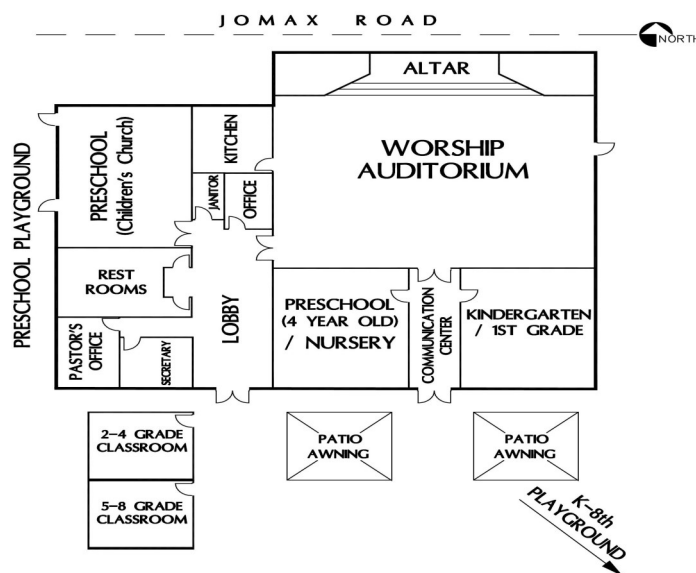 JOMAX ROAD
NORTH
ALTAR
WORSHIP
AUDITORIUM
KITCHEN
PRESCHOOL
(Children's Church)
PRESCHOOL PLAYGROUND
JANITOR
OFFICE
REST
ROOMS
LOBBY
PRESCHOOL
(4 YEAR OLD)
/ NURSERY
COMMUNICATION
CENTER
KINDERGARTEN
/ 1ST GRADE
PASTOR'S
OFFICE
SECRETARY
2-4 GRADE
CLASSROOM
PATIO
AWNING
PATIO
AWNING
5-8 GRADE
CLASSROOM
K-8th
PLAYGROUND